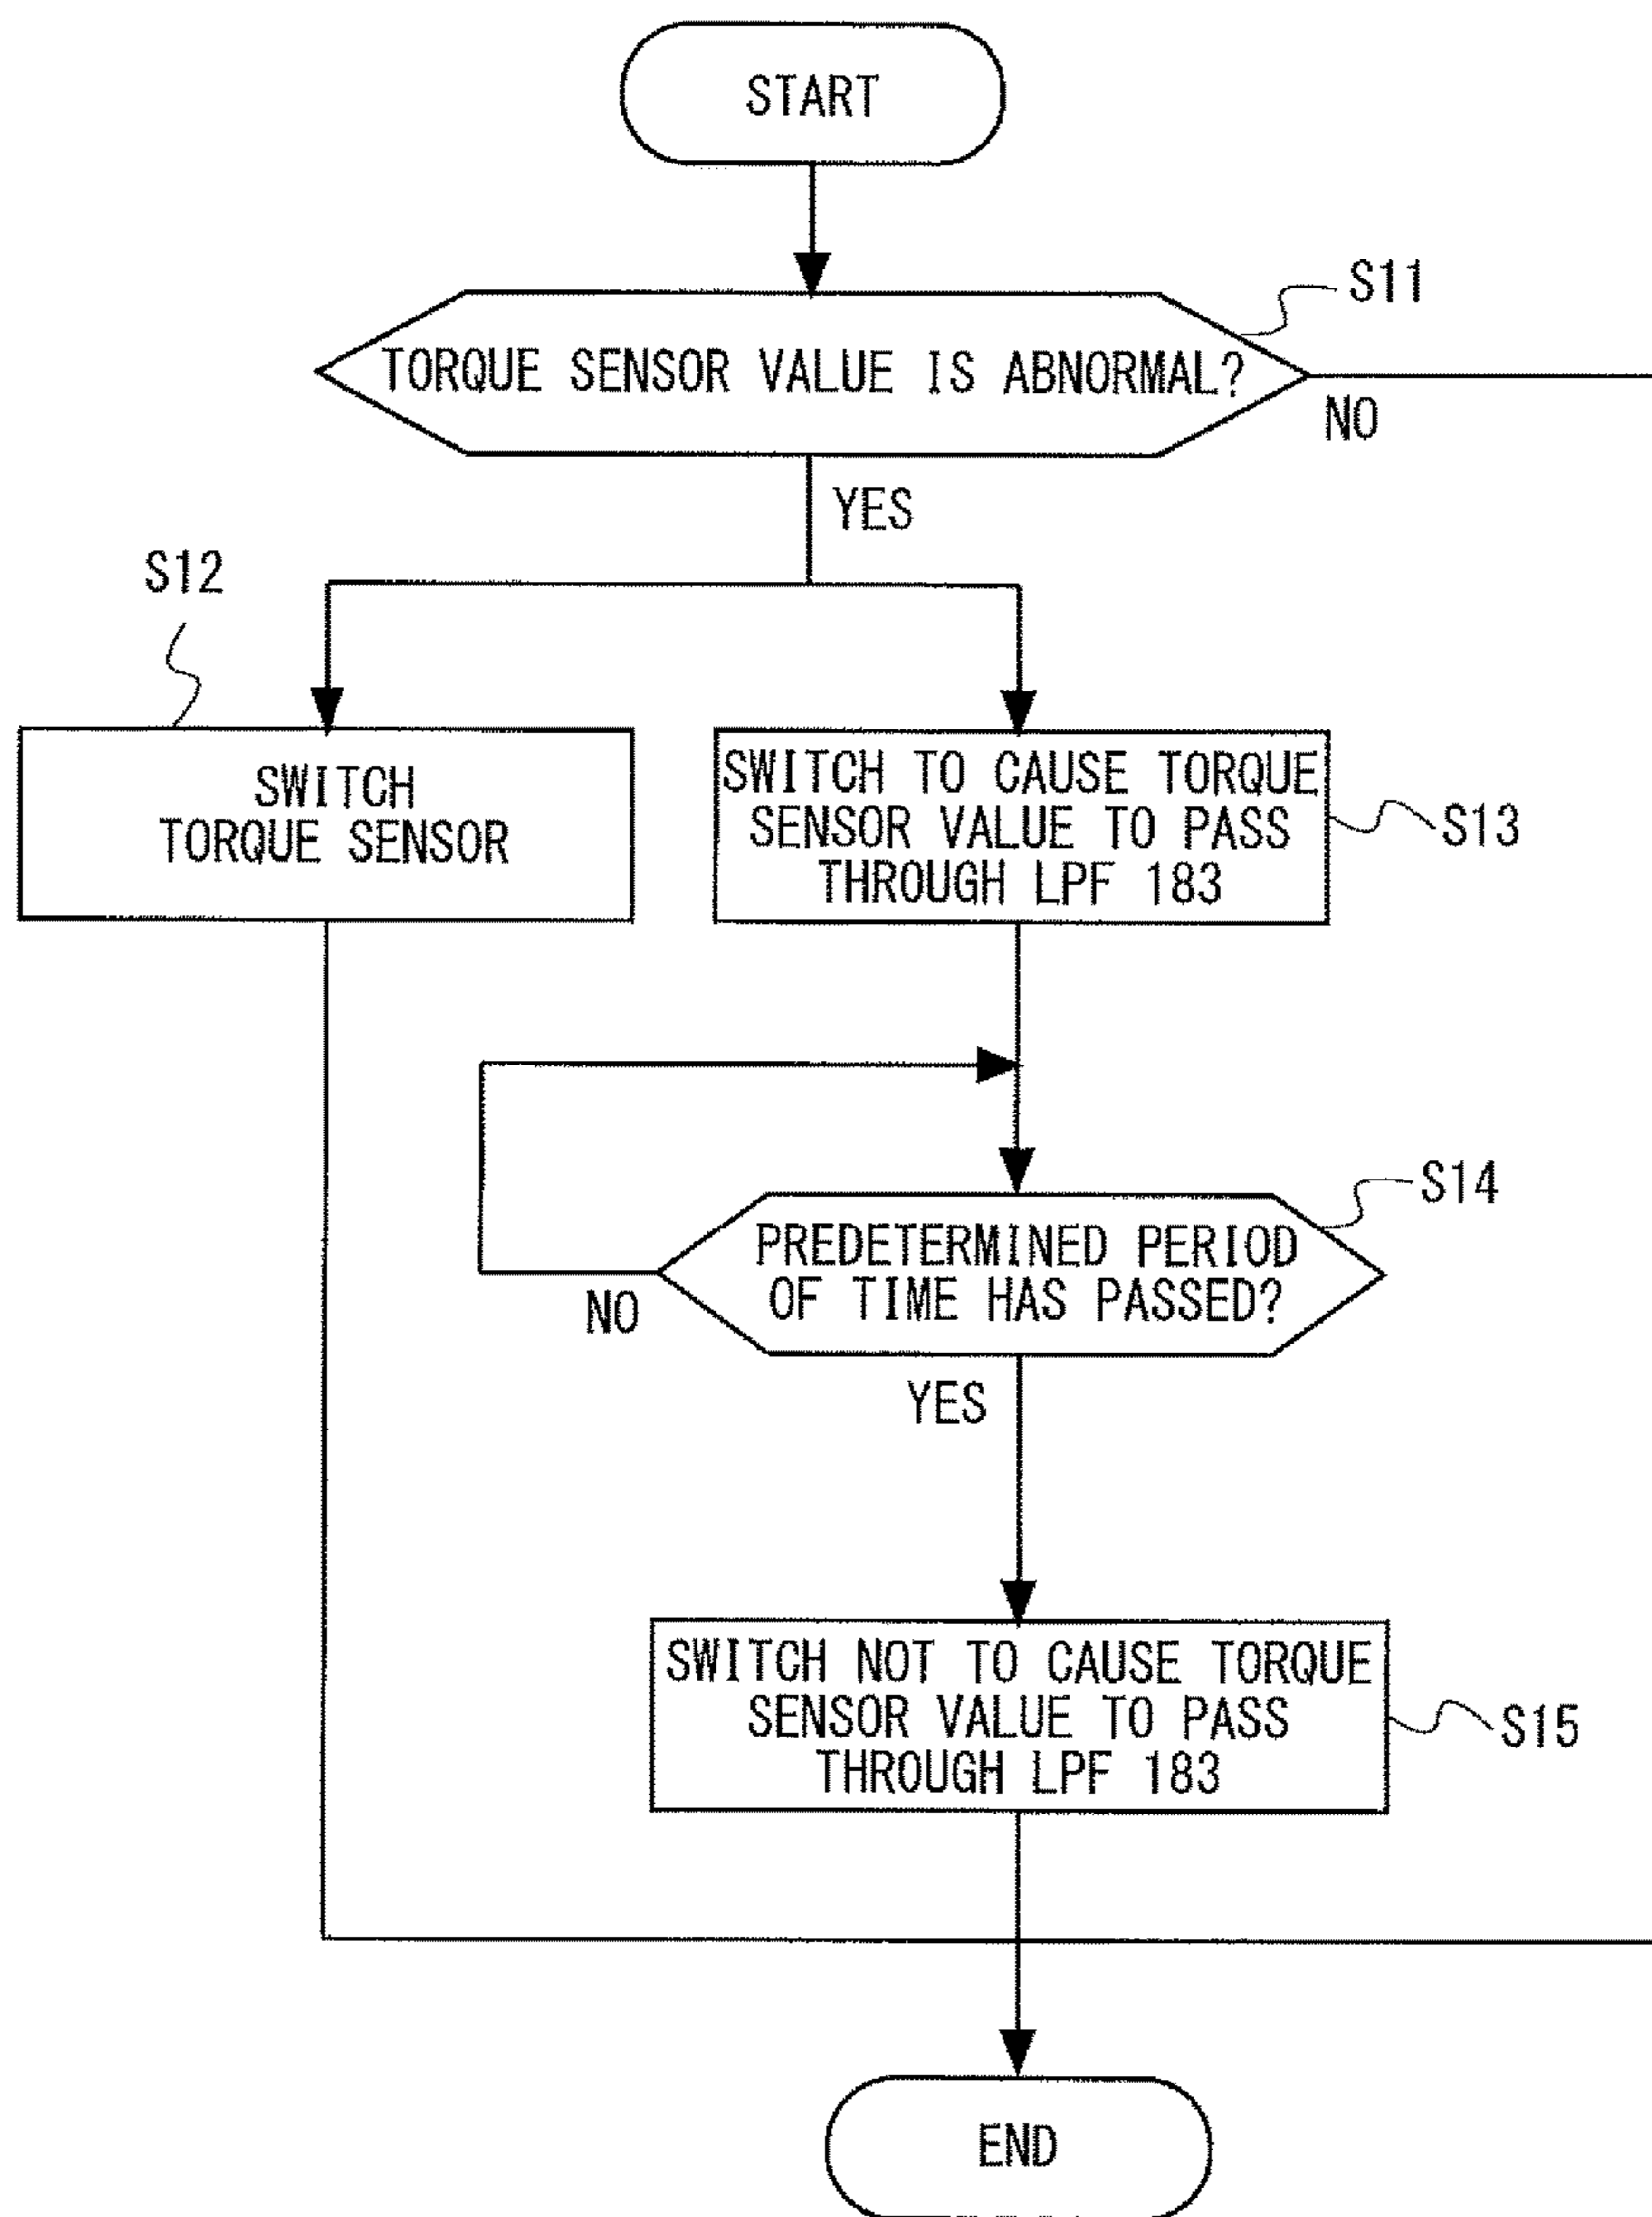 START
S11
TORQUE SENSOR VALUE IS ABNORMAL?
NO
YES
S12
SWITCH
TORQUE SENSOR
SWITCH TO CAUSE TORQUE
SENSOR VALUE TO PASS
THROUGH LPF 183
S13
S14
PREDETERMINED PERIOD
OF TIME HAS PASSED?
NO
YES
SWITCH NOT TO CAUSE TORQUE
SENSOR VALUE TO PASS
THROUGH LPF 183
S15
END